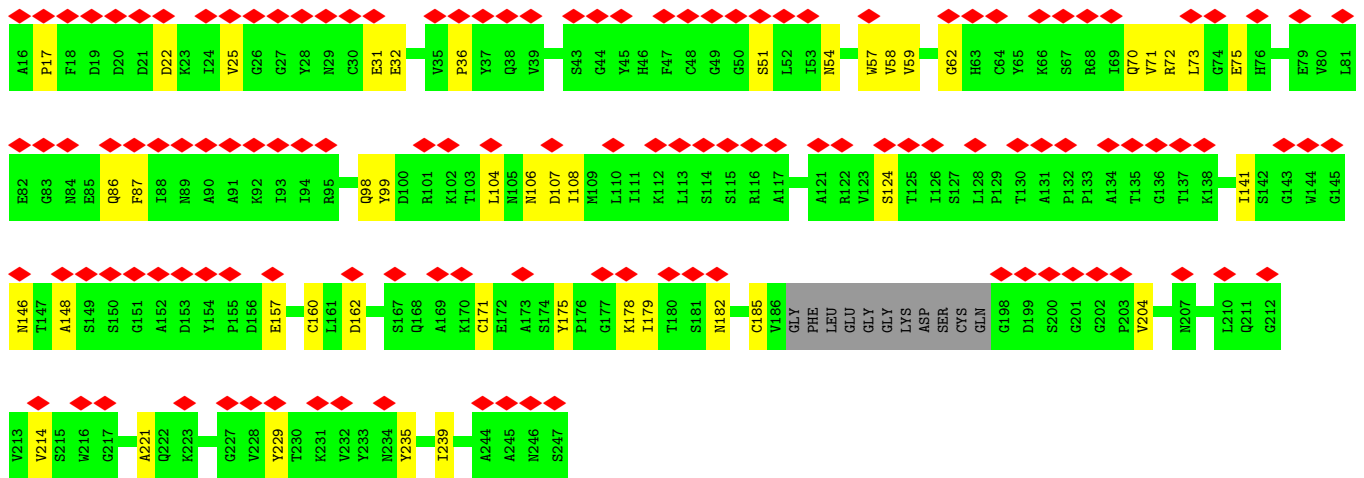 A16 P17 F18 D19 D20 D21 D22 K23 I24 V25 G26 G27 Y28 N29 C30 E31 E32 V35 P36 Y37 Q38 V39 S43 G44 Y45 H46 F47 C48 G49 G50 S51 L52 I53 N54 W57 V58 V59 G62 H63 C64 Y65 K66 S67 R68 I69 Q70 V71 R72 L73 G74 E75 H76 E79 V80 L81
E82 G83 N84 E85 Q86 F87 I88 N89 A90 A91 K92 I93 I94 R95 Q98 Y99 D100 R101 K102 T103 L104 N105 N106 D107 I108 M109 L110 I111 K112 L113 S114 S115 R116 A117 A121 R122 V123 S124 T125 I126 S127 L128 P129 T130 A131 P132 P133 A134 T135 G136 T137 K138 I141 S142 G143 W144 G145
N146 T147 A148 S149 S150 G151 A152 D153 Y154 P155 D156 E157 C160 L161 D162 S167 Q168 A169 K170 C171 E172 A173 S174 Y175 P176 G177 K178 I179 T180 S181 N182 C185 V186 GLY PHE LEU GLU GLY GLY LYS ASP SER CYS GLN G198 D199 S200 G201 G202 P203 V204 N207 L210 Q211 G212
V213 V214 S215 W216 G217 A221 Q222 K223 G227 V228 Y229 T230 K231 V232 Y233 N234 Y235 I239 A244 A245 N246 S247